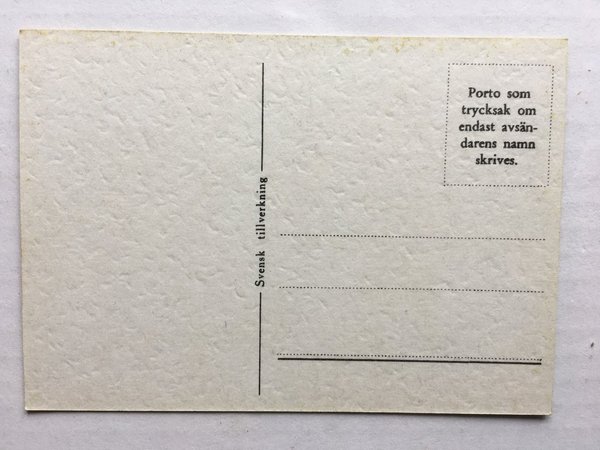 Porto som
trycksak om
endast avsän-
darens namn
skrives.
Svensk tillverkning